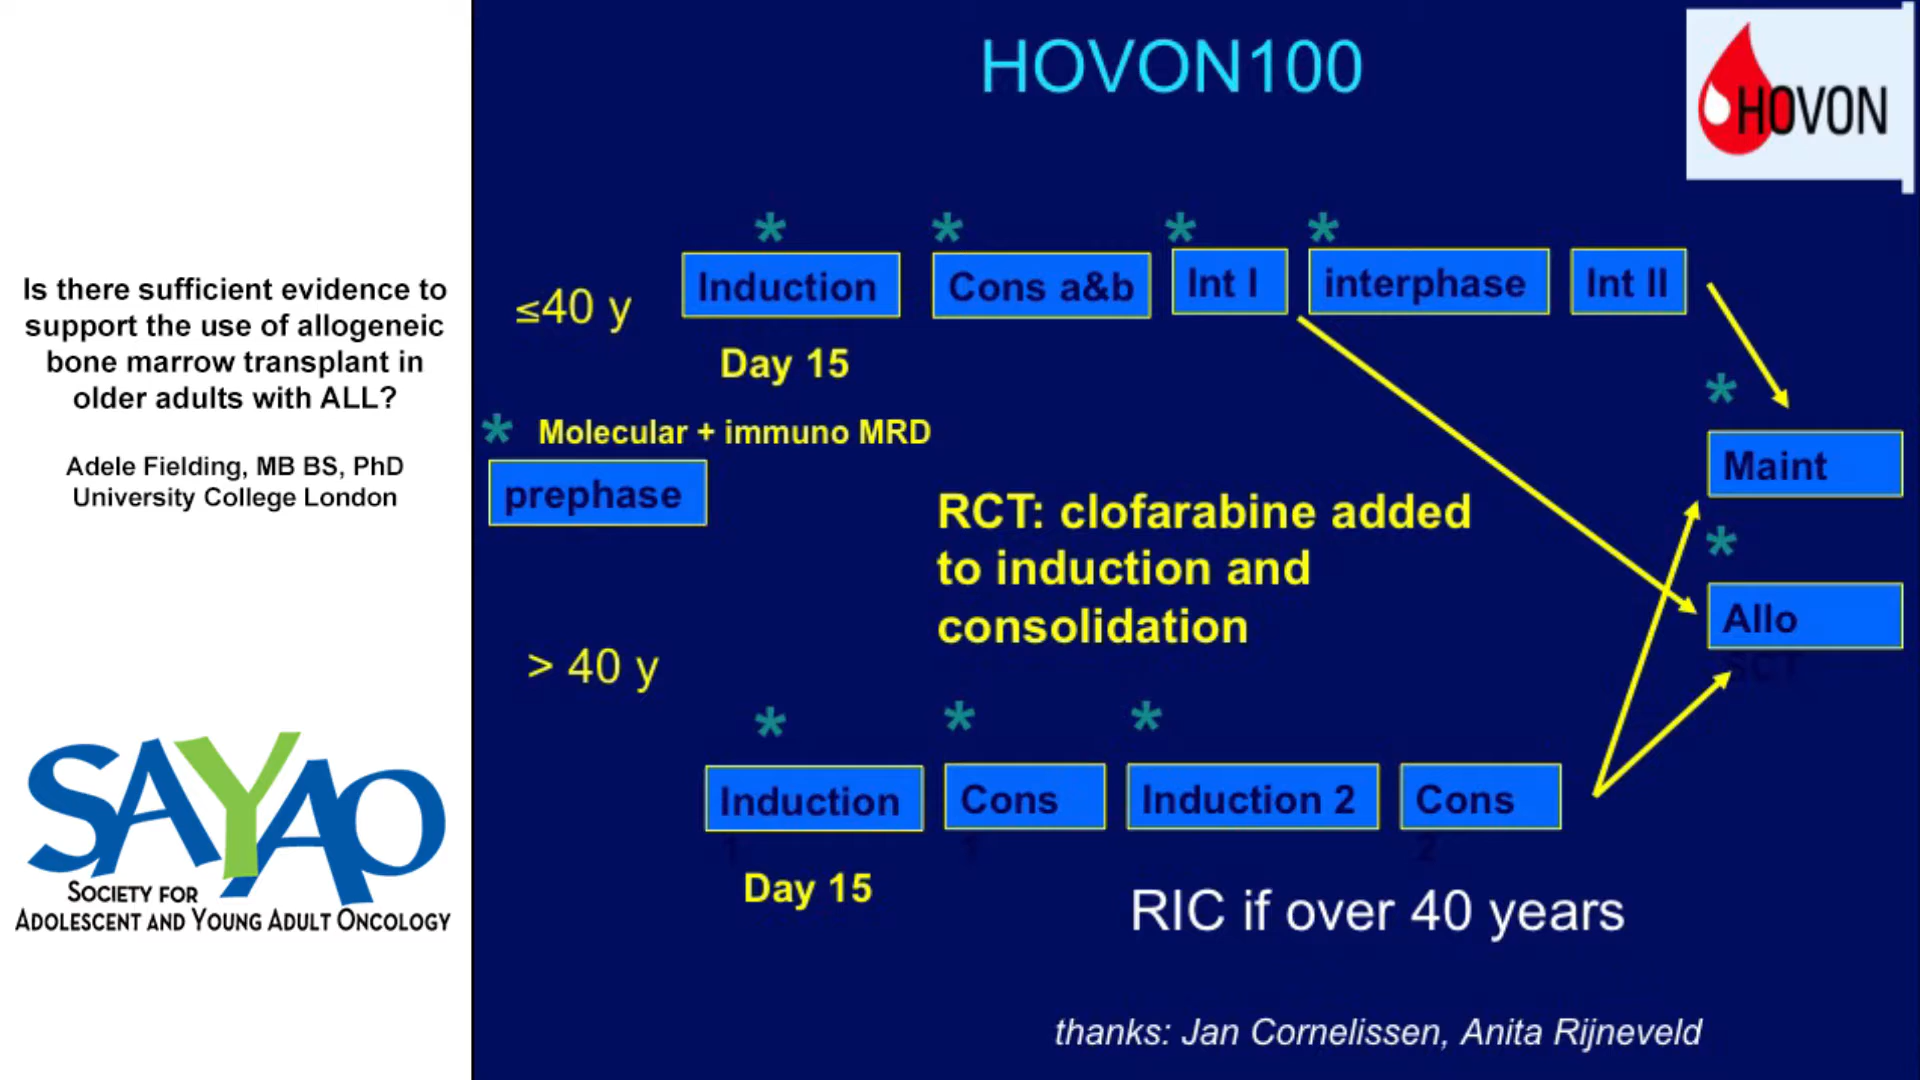 Is there sufficient evidence to
support the use of allogeneic
bone marrow transplant in
older adults with ALL?
Adele Fielding, MB BS, PhD
University College London
SAYAO
SOCIETY FOR
ADOLESCENT AND YOUNG ADULT ONCOLOGY
HOVON100
HOVON
* * * *
≤40 y
Induction
Cons a&b
Int I
interphase
Int II
Day 15
* Molecular + immuno MRD
prephase
*
Maint
RCT: clofarabine added
to induction and
consolidation
*
Allo
SCT
> 40 y
* * *
Induction
1
Cons
1
Induction 2
Cons
2
Day 15
RIC if over 40 years
thanks: Jan Cornelissen, Anita Rijneveld